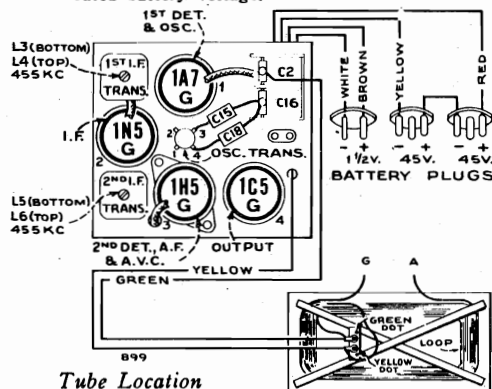 1ST DET.
& OSC.
L3 (BOTTOM)
L4 (TOP)
455 KC
1ST I.F.
TRANS.
1A7
G
1
C2
C16
C15
C18
WHITE
BROWN
YELLOW
RED
I.F.
1N5
G
2
2
3
1
4
OSC. TRANS.
- +
1½V.
- +
45V.
- +
45V.
BATTERY PLUGS
L5 (BOTTOM)
L6 (TOP)
455 KC
2ND I.F.
TRANS.
1H5
G
3
1C5
G
4
2ND DET., A.F.
& A.V.C.
OUTPUT
YELLOW
GREEN
G A
GREEN
DOT
LOOP
YELLOW
DOT
B99
Tube Location